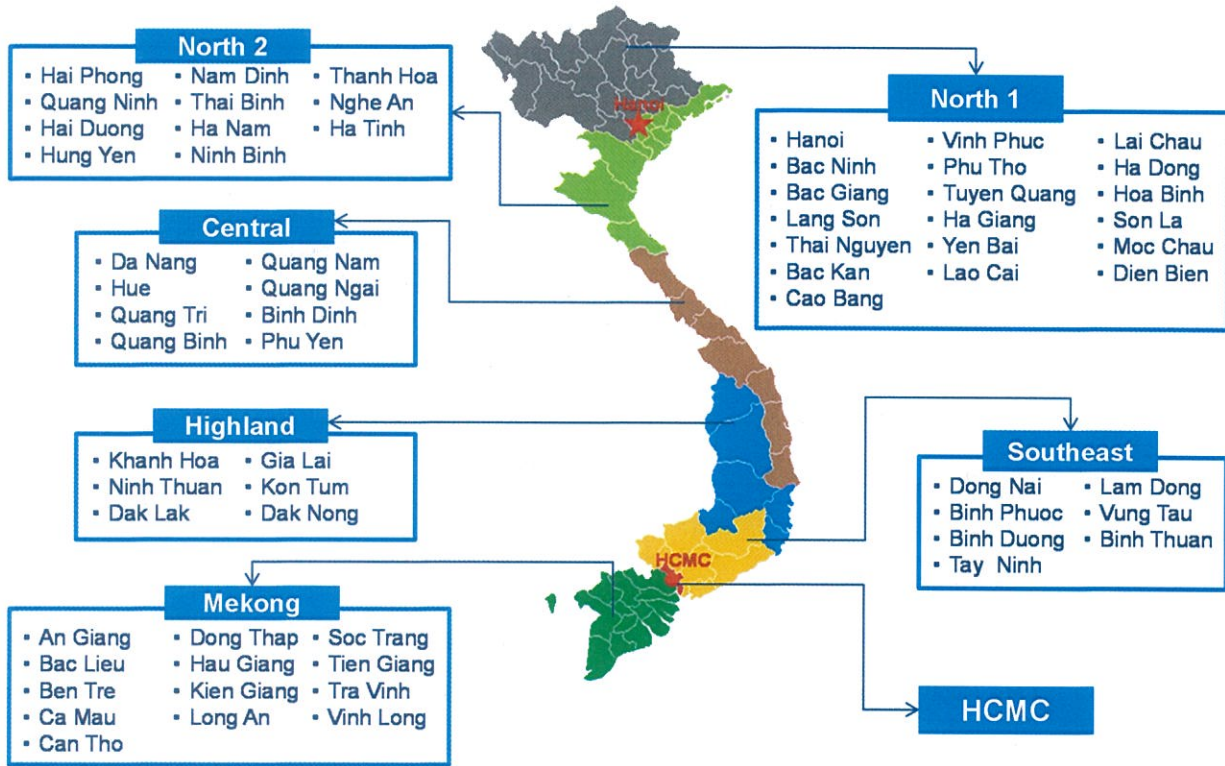 North 2
▪ Hai Phong ▪ Nam Dinh ▪ Thanh Hoa
▪ Quang Ninh ▪ Thai Binh ▪ Nghe An
▪ Hai Duong ▪ Ha Nam ▪ Ha Tinh
▪ Hung Yen ▪ Ninh Binh
Hanoi
North 1
▪ Hanoi ▪ Vinh Phuc ▪ Lai Chau
▪ Bac Ninh ▪ Phu Tho ▪ Ha Dong
▪ Bac Giang ▪ Tuyen Quang ▪ Hoa Binh
▪ Lang Son ▪ Ha Giang ▪ Son La
▪ Thai Nguyen ▪ Yen Bai ▪ Moc Chau
▪ Bac Kan ▪ Lao Cai ▪ Dien Bien
▪ Cao Bang
Central
▪ Da Nang ▪ Quang Nam
▪ Hue ▪ Quang Ngai
▪ Quang Tri ▪ Binh Dinh
▪ Quang Binh ▪ Phu Yen
Highland
▪ Khanh Hoa ▪ Gia Lai
▪ Ninh Thuan ▪ Kon Tum
▪ Dak Lak ▪ Dak Nong
Southeast
▪ Dong Nai ▪ Lam Dong
▪ Binh Phuoc ▪ Vung Tau
▪ Binh Duong ▪ Binh Thuan
▪ Tay Ninh
HCMC
Mekong
▪ An Giang ▪ Dong Thap ▪ Soc Trang
▪ Bac Lieu ▪ Hau Giang ▪ Tien Giang
▪ Ben Tre ▪ Kien Giang ▪ Tra Vinh
▪ Ca Mau ▪ Long An ▪ Vinh Long
▪ Can Tho
HCMC